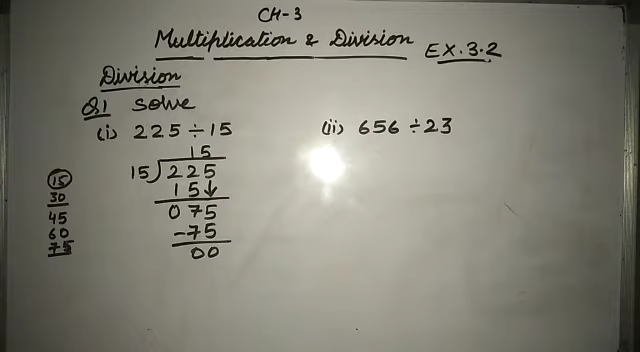 CH-3
Multiplication & Division EX.3.2
Division
Q1 Solve
(i) 225 ÷ 15
(ii) 656 ÷ 23
15
15)225
15↓
075
-75
00
15
30
45
60
75